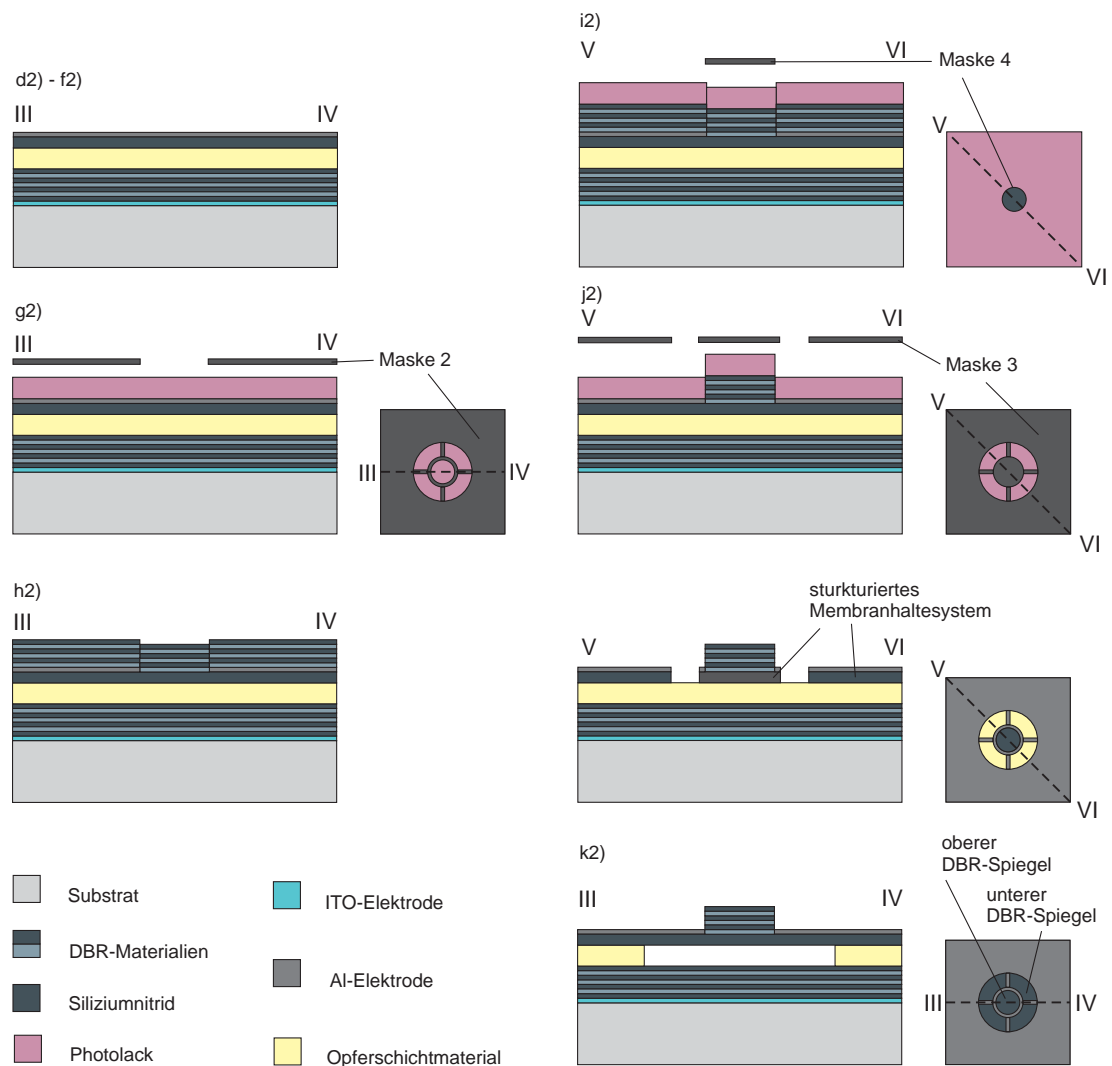 d2) - f2)
III IV
g2)
III IV
Maske 2
III IV
h2)
III IV
i2)
V VI
Maske 4
V
VI
j2)
V VI
Maske 3
V
VI
sturkturiertes
Membranhaltesystem
V VI
V
VI
k2)
III IV
oberer
DBR-Spiegel
unterer
DBR-Spiegel
III IV
Substrat
DBR-Materialien
Siliziumnitrid
Photolack
ITO-Elektrode
Al-Elektrode
Opferschichtmaterial